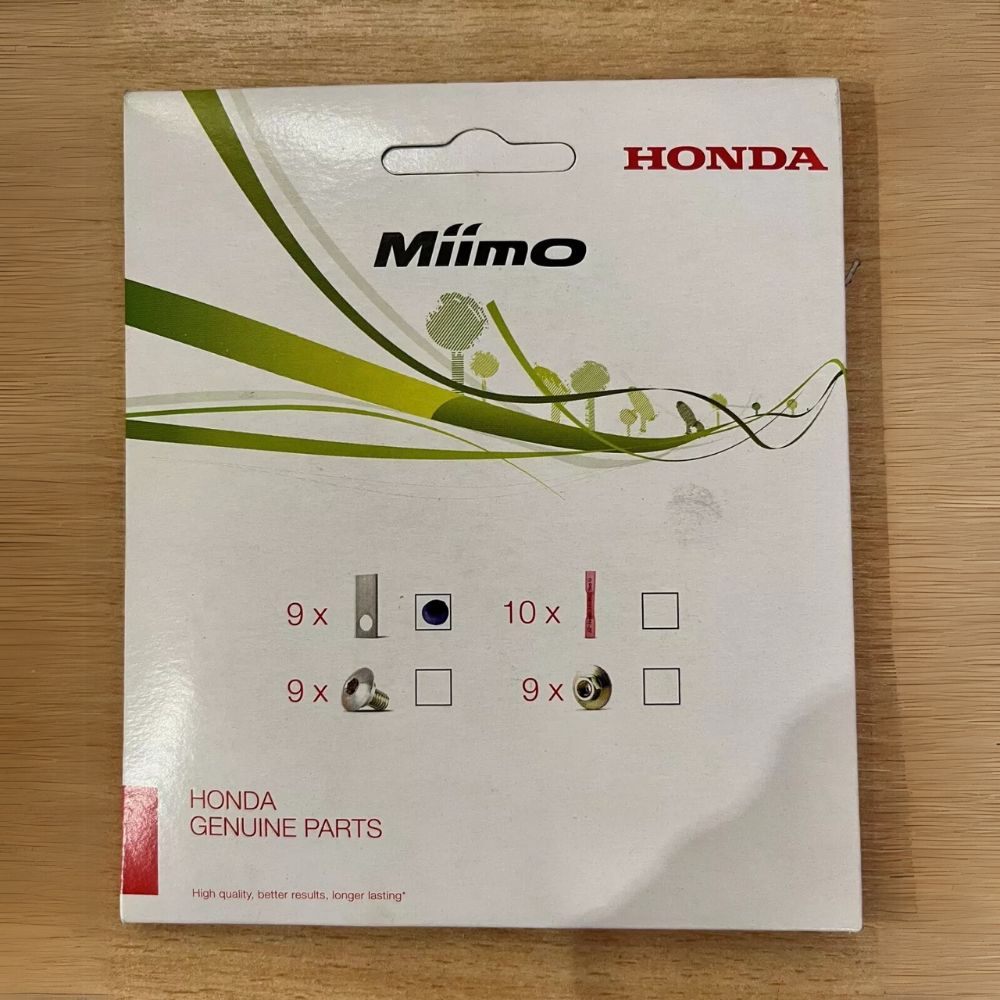 HONDA
Miimo
9 x
10 x
9 x
9 x
HONDA
GENUINE PARTS
High quality, better results, longer lasting*